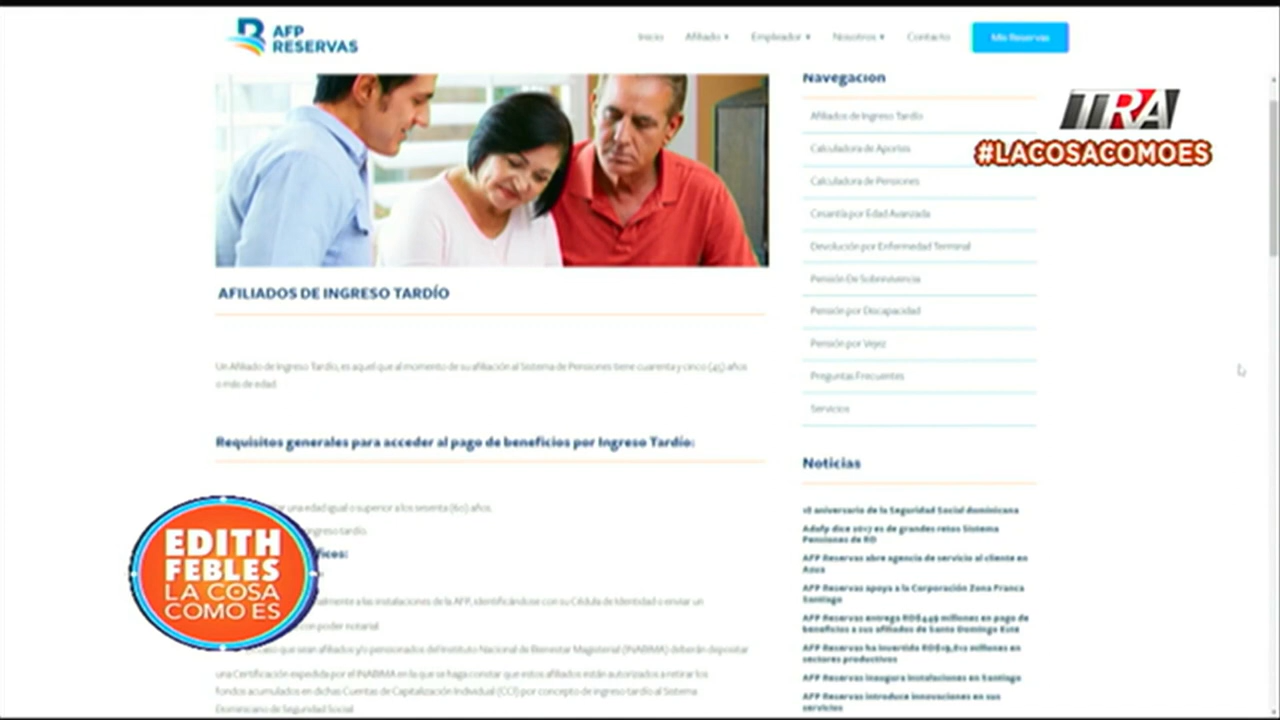 AFP
RESERVAS
Inicio
Afiliado
Empleador
Nosotros
Contacto
Mis Reservas
TRA
#LACOSACOMOES
Navegación
Afiliados de Ingreso Tardío
Calculadora de Aportes
Calculadora de Pensiones
Cesantía por Edad Avanzada
Devolución por Enfermedad Terminal
Pensión De Sobrevivencia
Pensión por Discapacidad
Pensión por Vejez
Preguntas Frecuentes
Servicios
AFILIADOS DE INGRESO TARDÍO
Un Afiliado de Ingreso Tardío, es aquel que al momento de su afiliación al Sistema de Pensiones tiene cuarenta y cinco (45) años
o más de edad.
Requisitos generales para acceder al pago de beneficios por Ingreso Tardío:
una edad igual o superior a los sesenta (60) años.
ingreso tardío.
a las instalaciones de la AFP, identificándose con su Cédula de Identidad o enviar un
con poder notarial
que sean afiliados y/o pensionados del Instituto Nacional de Bienestar Magisterial (INABIMA) deberán depositar
una Certificación expedida por el INABIMA en la que se haga constar que estos afiliados están autorizados a retirar los
fondos acumulados en dichas Cuentas de Capitalización Individual (CCI) por concepto de ingreso tardío al Sistema
Dominicano de Seguridad Social
EDITH
FEBLES
LA COSA
COMO ES
Noticias
aniversario de la Seguridad Social dominicana
Adafp dice 2017 es de grandes retos Sistema
Pensiones de RD
AFP Reservas abre agencia de servicio al cliente en
Azua
AFP Reservas apoya a la Corporación Zona Franca
Santiago
AFP Reservas entrega RD$449 millones en pago de
beneficios a sus afiliados de Santo Domingo Este
AFP Reservas ha invertido millones en
sectores productivos
AFP Reservas inaugura instalaciones en Santiago
AFP Reservas introduce innovaciones en sus
servicios